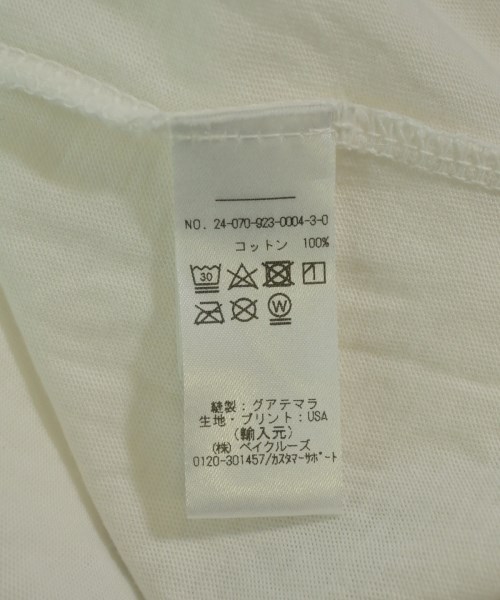 NO. 24-070-923-0004-3-0
コットン 100%
30
W
縫製：グアテマラ
生地・プリント：USA
(輸入元)
(株) ベイクルーズ
0120-301457/カスタマーサポート